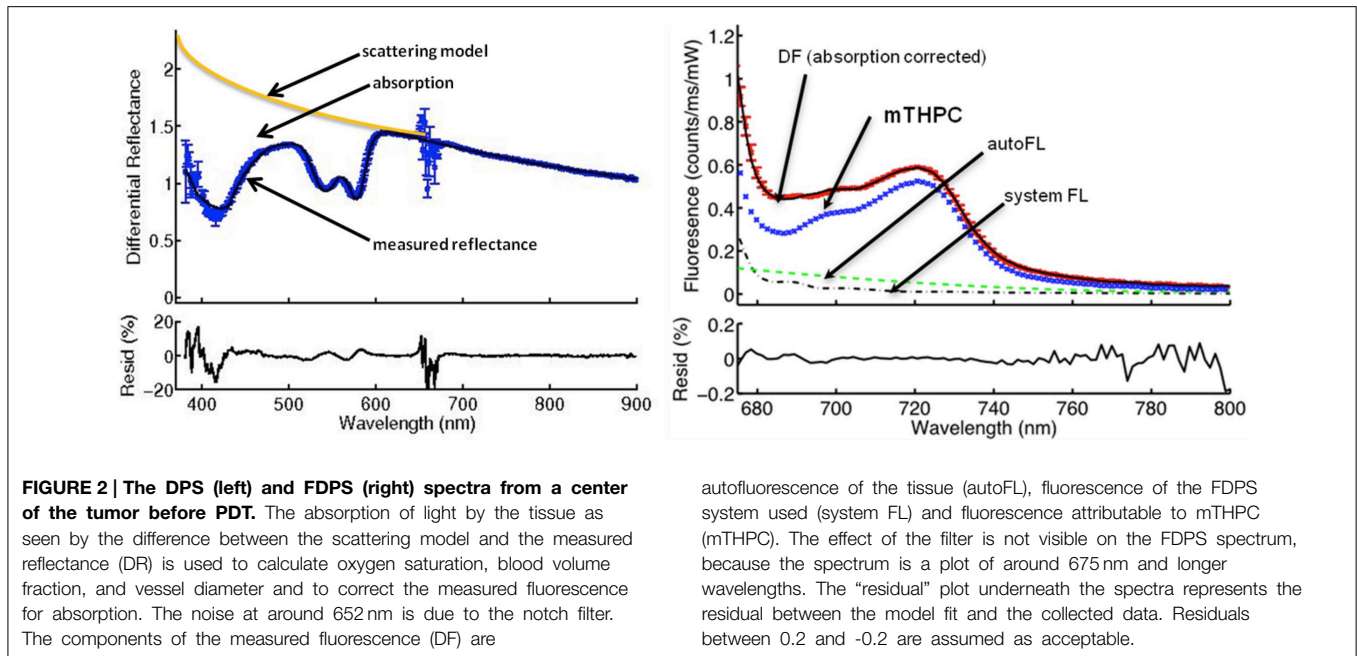 scattering model
absorption
measured reflectance
Differential Reflectance
2
1.5
1
0.5
0
Resid (%)
20
0
−20
400 500 600 700 800 900
Wavelength (nm)
DF (absorption corrected)
mTHPC
autoFL
system FL
Fluorescence (counts/ms/mW)
1.2
1
0.8
0.6
0.4
0.2
0
Resid (%)
0.2
0
−0.2
680 700 720 740 760 780 800
Wavelength (nm)
FIGURE 2 | The DPS (left) and FDPS (right) spectra from a center
of the tumor before PDT. The absorption of light by the tissue as
seen by the difference between the scattering model and the measured
reflectance (DR) is used to calculate oxygen saturation, blood volume
fraction, and vessel diameter and to correct the measured fluorescence
for absorption. The noise at around 652 nm is due to the notch filter.
The components of the measured fluorescence (DF) are
autofluorescence of the tissue (autoFL), fluorescence of the FDPS
system used (system FL) and fluorescence attributable to mTHPC
(mTHPC). The effect of the filter is not visible on the FDPS spectrum,
because the spectrum is a plot of around 675 nm and longer
wavelengths. The “residual” plot underneath the spectra represents the
residual between the model fit and the collected data. Residuals
between 0.2 and -0.2 are assumed as acceptable.